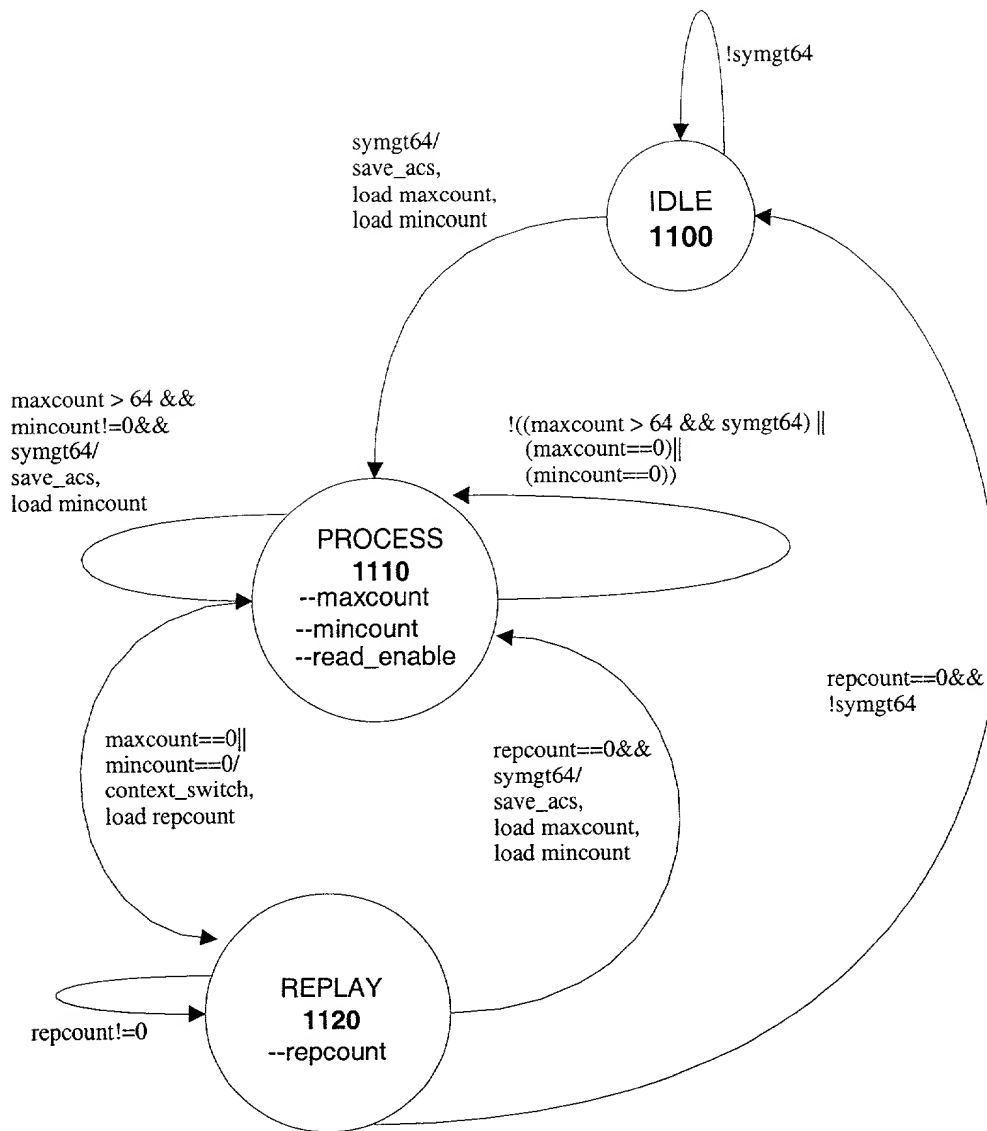 !symgt64
symgt64/
save_acs,
load maxcount,
load mincount
IDLE
1100
maxcount > 64 &&
mincount!=0&&
symgt64/
save_acs,
load mincount
!((maxcount > 64 && symgt64) ||
(maxcount==0)||
(mincount==0))
PROCESS
1110
--maxcount
--mincount
--read_enable
repcount==0&&
!symgt64
maxcount==0||
mincount==0/
context_switch,
load repcount
repcount==0&&
symgt64/
save_acs,
load maxcount,
load mincount
REPLAY
1120
--repcount
repcount!=0